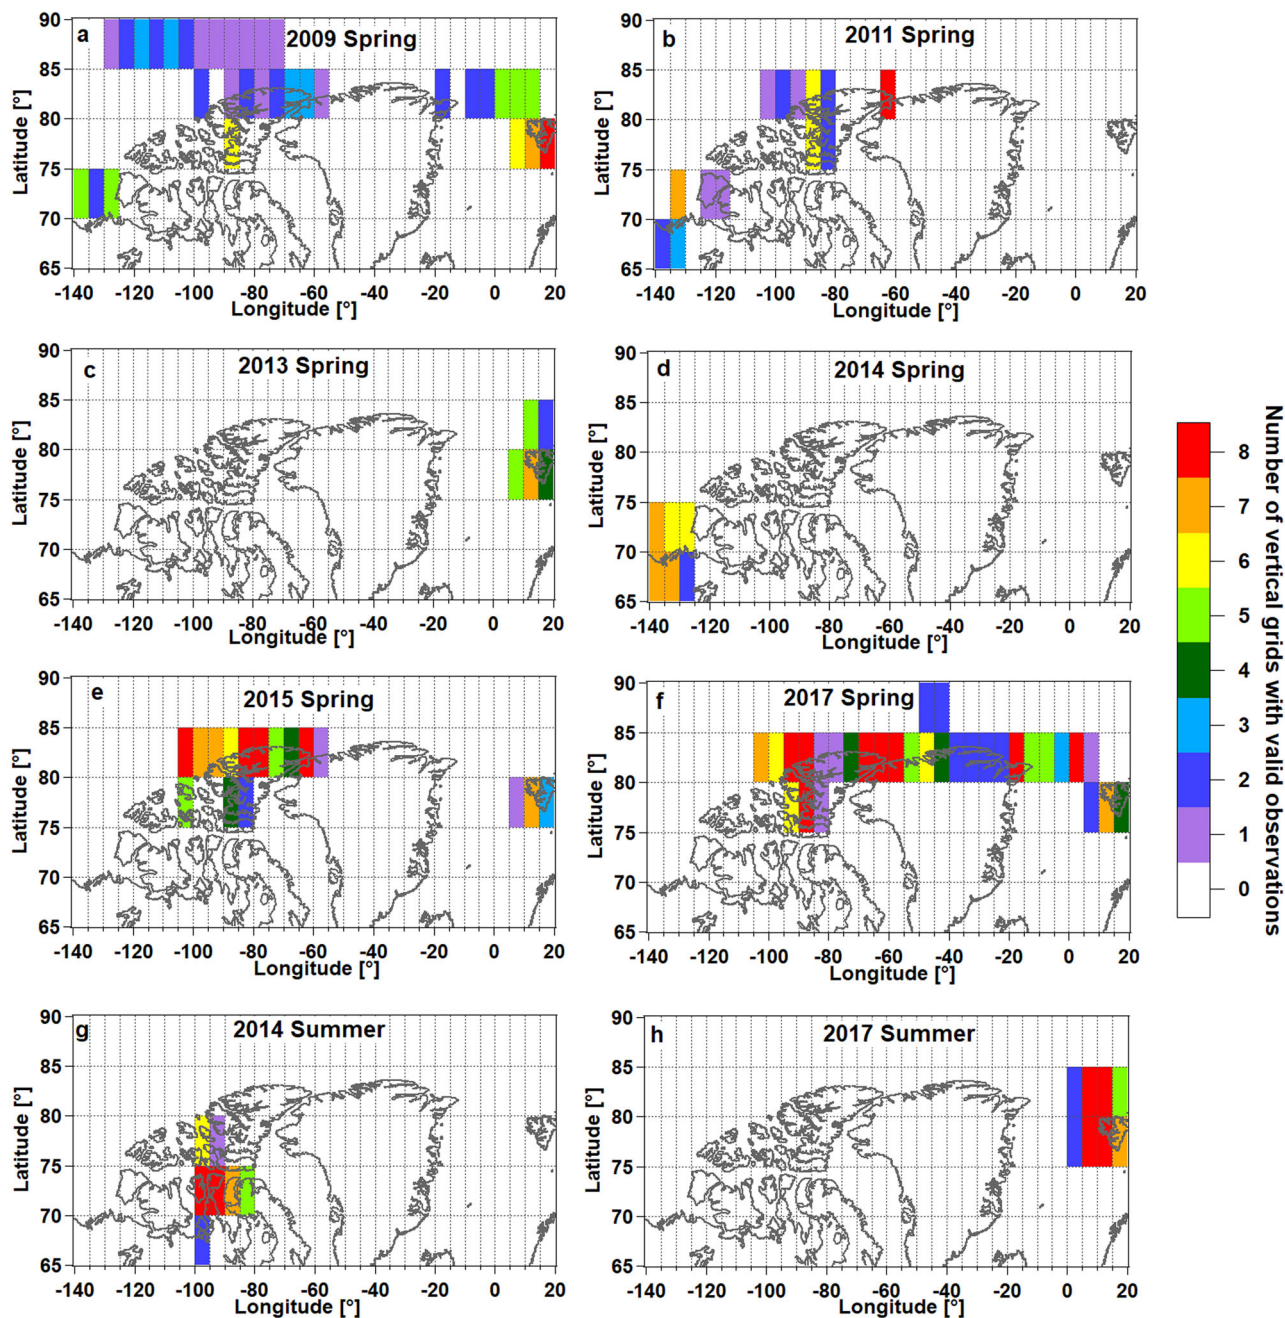 a
2009 Spring
Latitude [°]
90
85
80
75
70
65
-140 -120 -100 -80 -60 -40 -20 0 20
Longitude [°]
b
2011 Spring
Latitude [°]
90
85
80
75
70
65
-140 -120 -100 -80 -60 -40 -20 0 20
Longitude [°]
c
2013 Spring
Latitude [°]
90
85
80
75
70
65
-140 -120 -100 -80 -60 -40 -20 0 20
Longitude [°]
d
2014 Spring
Latitude [°]
90
85
80
75
70
65
-140 -120 -100 -80 -60 -40 -20 0 20
Longitude [°]
e
2015 Spring
Latitude [°]
90
85
80
75
70
65
-140 -120 -100 -80 -60 -40 -20 0 20
Longitude [°]
f
2017 Spring
Latitude [°]
90
85
80
75
70
65
-140 -120 -100 -80 -60 -40 -20 0 20
Longitude [°]
g
2014 Summer
Latitude [°]
90
85
80
75
70
65
-140 -120 -100 -80 -60 -40 -20 0 20
Longitude [°]
h
2017 Summer
Latitude [°]
90
85
80
75
70
65
-140 -120 -100 -80 -60 -40 -20 0 20
Longitude [°]
8
7
6
5
4
3
2
1
0
Number of vertical grids with valid observations